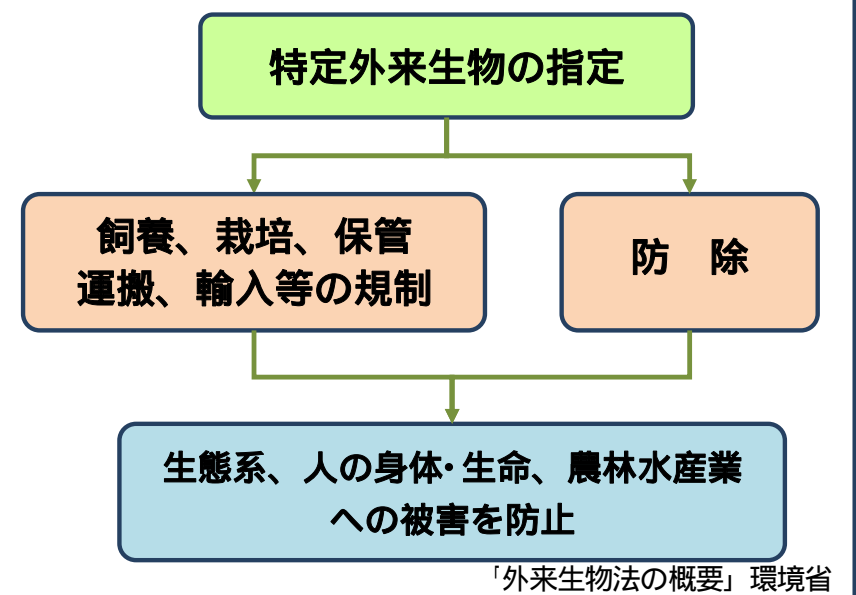 特定外来生物の指定
飼養、栽培、保管
運搬、輸入等の規制
防　除
生態系、人の身体・生命、農林水産業
への被害を防止
「外来生物法の概要」環境省